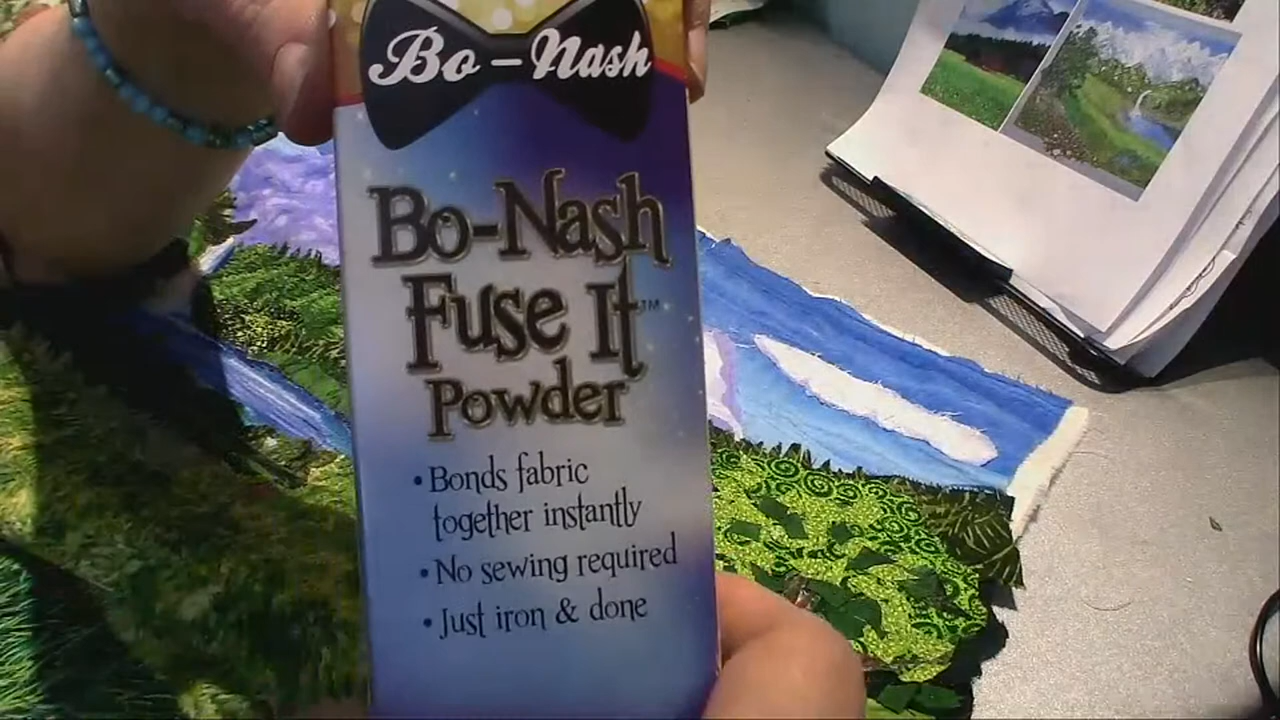 Bo-Nash
Bo-Nash
Fuse It™
Powder
• Bonds fabric
together instantly
• No sewing required
• Just iron & done